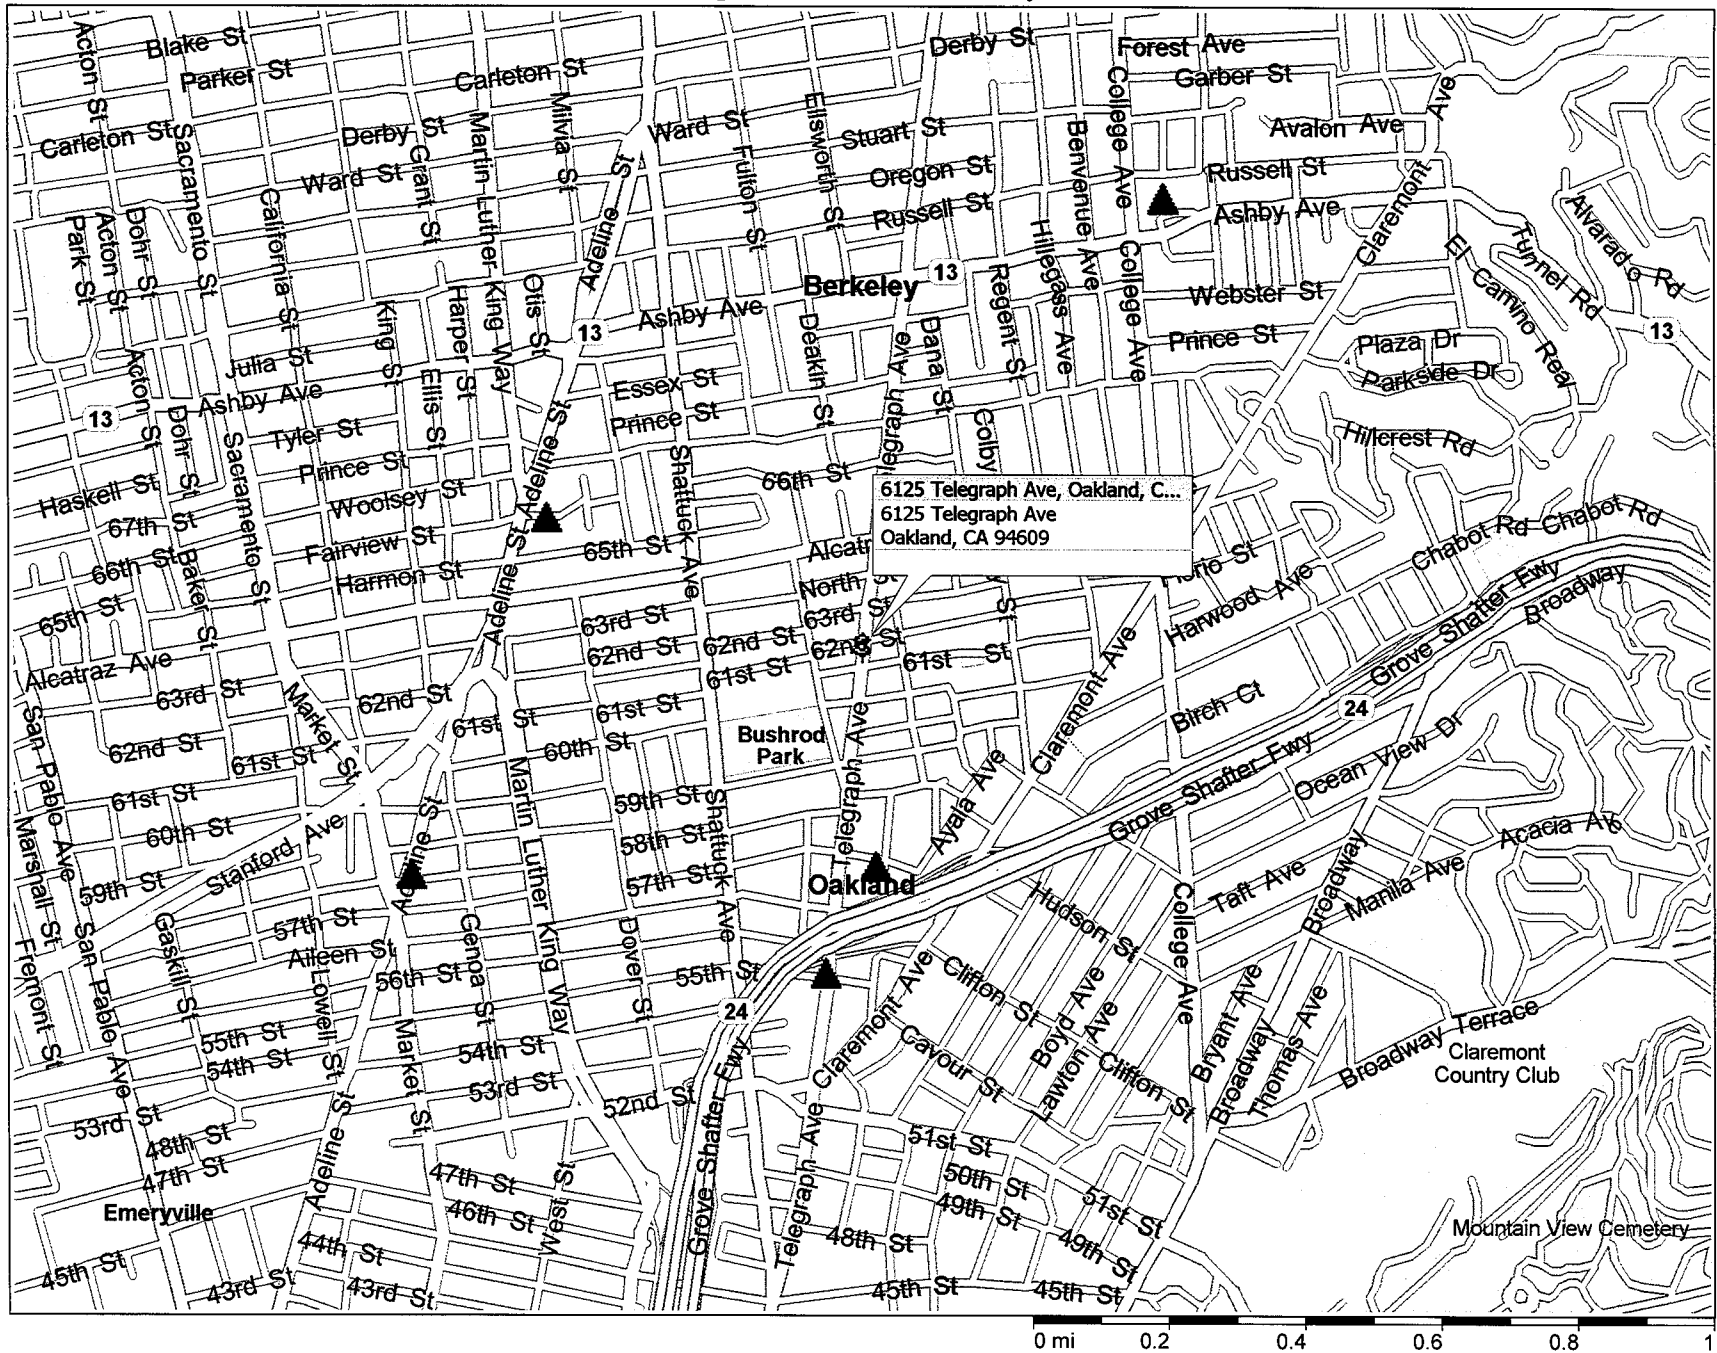 Acton St
Blake St
Parker St
Carleton St
Derby St
Forest Ave
Garber St
College Ave
Ave
Carleton St
Sacramento St
Derby St
Grant St
Martin Luther King Way
Milvia St
Ward St
Fulton St
Ellsworth St
Stuart St
Benvenue Ave
Avalon Ave
Ward St
Adeline St
Oregon St
Russell St
Claremont
Park St
Acton St
Dohr St
California St
Russell St
Ashby Ave
Hillegass Ave
College Ave
El Camino Real
Tunnel Rd
Alvarado Rd
Berkeley
13
Regent St
Webster St
King St
Harper St
Otis St
13
Ashby Ave
Deakin St
Dana St
Prince St
Plaza Dr
13
Julia St
Acton St
Ashby Ave
Ellis St
Essex St
Parkside Dr
13
Dohr St
Tyler St
Sacramento St
Adeline St
Prince St
Shattuck Ave
legraph Ave
Colby
Hillcrest Rd
Prince St
Haskell St
Woolsey St
66th St
6125 Telegraph Ave, Oakland, C...
6125 Telegraph Ave
Oakland, CA 94609
67th St
66th St
Baker St
Fairview St
Adeline St
65th St
Alcatr
Chabot Rd
Chabot Rd
Harmon St
North
Harwood Ave
Grove Shafter Fwy
Broadway
65th St
63rd St
63rd St
St
62nd St
62nd St
62nd St
61st St
Alcatraz Ave
63rd St
Market St
62nd St
61st St
61st St
61st St
Claremont Ave
Birch Ct
24
San Pablo Ave
62nd St
61st St
60th St
Bushrod
Park
Telegraph Ave
Ocean View Dr
61st St
Martin Luther King Way
59th St
Shattuck Ave
Ayala Ave
Grove Shafter Fwy
Marshall St
60th St
Stanford Ave
58th St
Acacia Av
59th St
57th St
Oakland
Taft Ave
Broadway
Manila Ave
Gaskill St
57th St
Genoa St
Dover St
Hudson St
College Ave
Fremont St
San Pablo Ave
Aileen St
Lowell St
56th St
55th St
Claremont Ave
Clifton St
Boyd Ave
Bryant Ave
24
55th St
54th St
Market St
54th St
Cavour St
Lawton Ave
Clifton St
Broadway
Thomas Ave
Broadway Terrace
Claremont
Country Club
53rd St
Adeline St
53rd St
52nd St
Grove Shafter Fwy
Telegraph Ave
48th St
47th St
47th St
West St
51st St
50th St
51st St
Emeryville
46th St
49th St
48th St
49th St
Mountain View Cemetery
45th St
44th St
43rd St
43rd St
45th St
45th St
0 mi 0.2 0.4 0.6 0.8 1